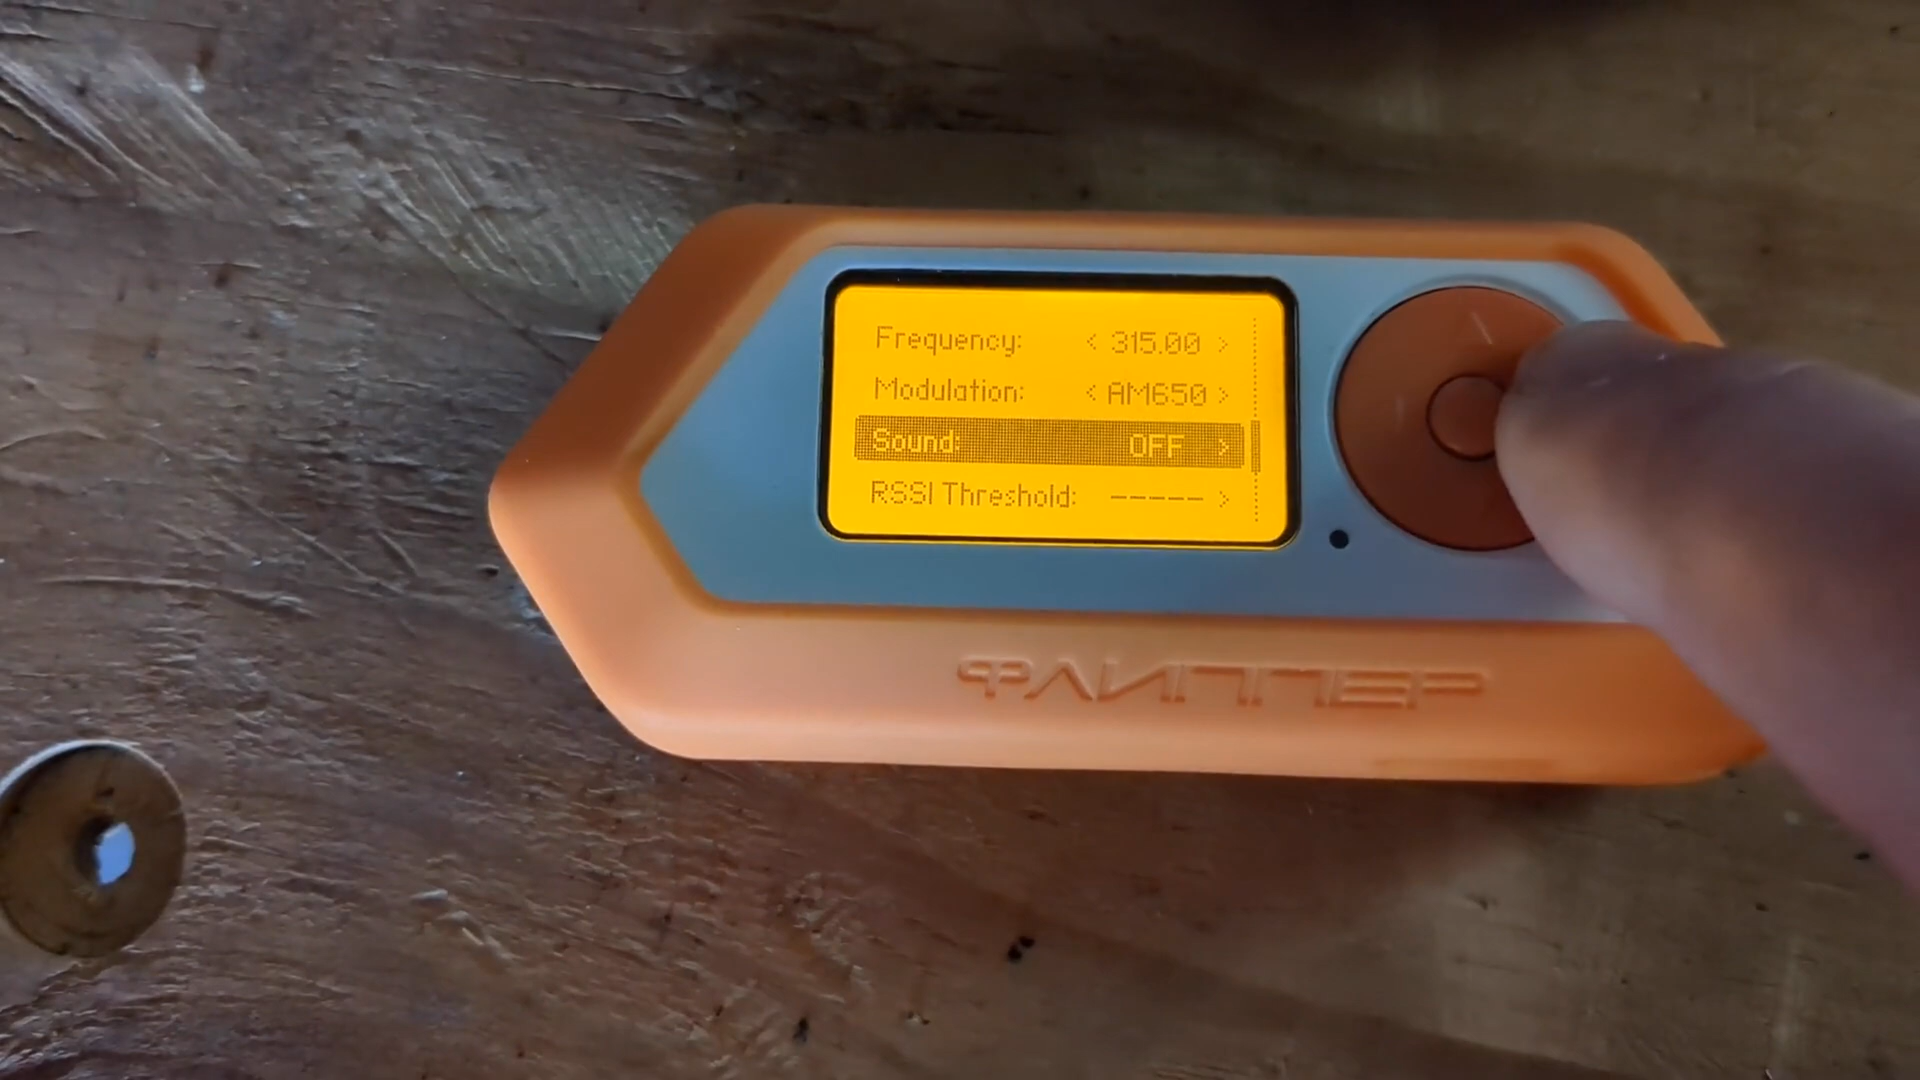 Frequency: < 315.00 >
Modulation: < AM650 >
Sound: OFF >
RSSI Threshold: ----- >
ФЛИППЕР